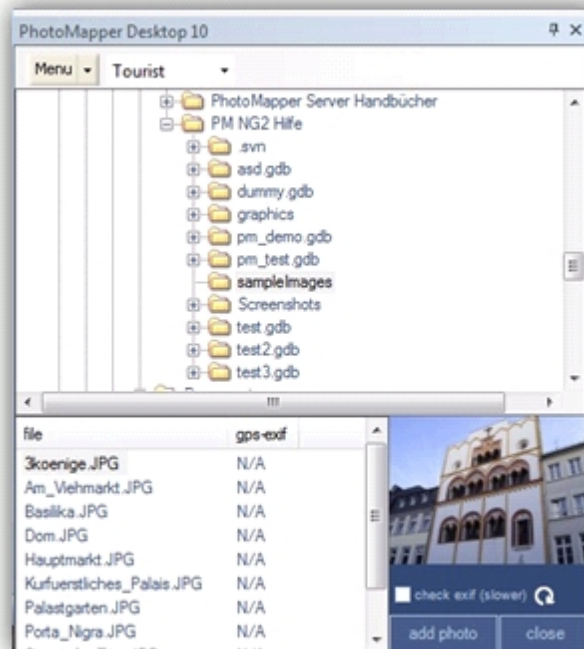 PhotoMapper Desktop 10
Menu Tourist
PhotoMapper Server Handbücher
PM NG2 Hilfe
.svn
asd.gdb
dummy.gdb
graphics
pm_demo.gdb
pm_test.gdb
sampleImages
Screenshots
test.gdb
test2.gdb
test3.gdb
file gps-exif
3koenige.JPG N/A
Am_Viehmarkt.JPG N/A
Basilika.JPG N/A
Dom.JPG N/A
Hauptmarkt.JPG N/A
Kurfuerstliches_Palais.JPG N/A
Palastgarten.JPG N/A
Porta_Nigra.JPG N/A
check exif (slower)
add photo close